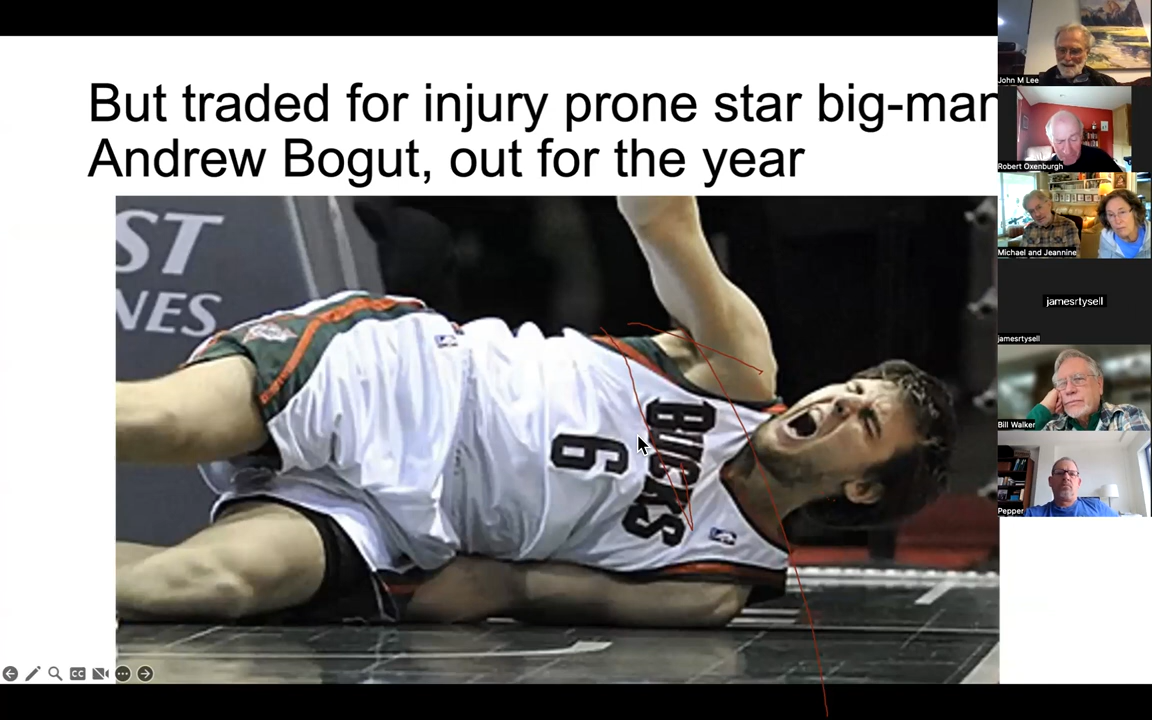 But traded for injury prone star big-man
Andrew Bogut, out for the year
ST
NES
BUCKS
6
John M Lee
Robert Oxenburgh
Michael and Jeannine
jamesrtysell
jamesrtysell
Bill Walker
Pepper
CC